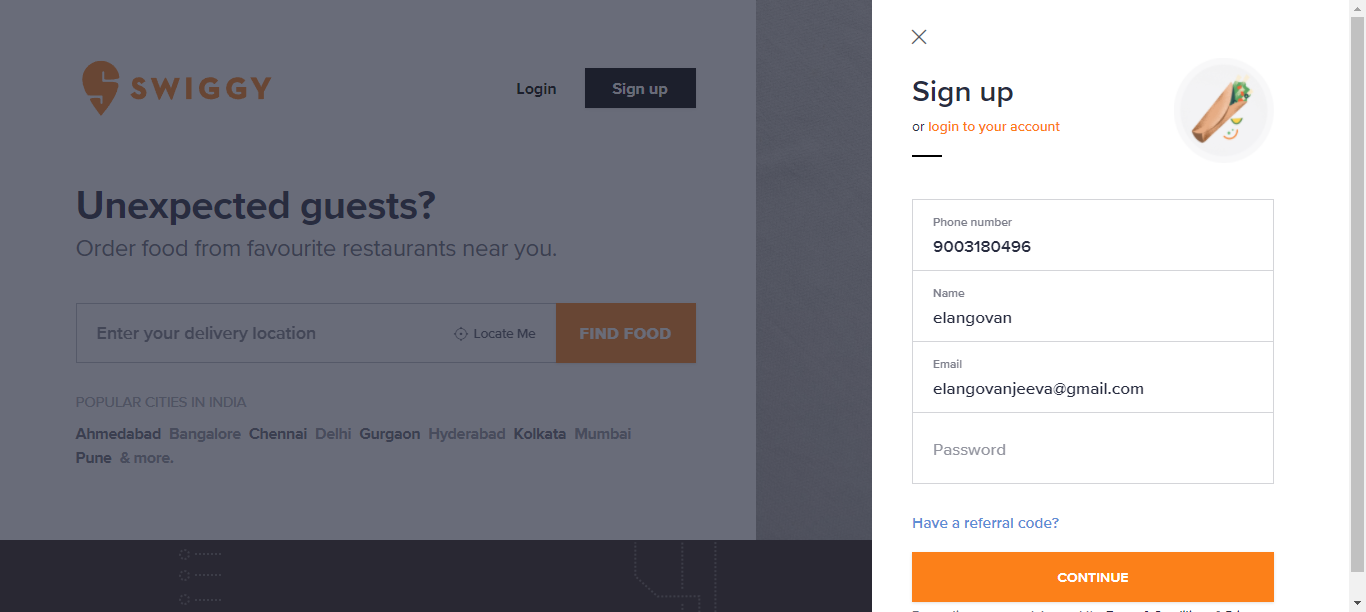 SWIGGY
Login
Sign up
Unexpected guests?
Order food from favourite restaurants near you.
Enter your delivery location
Locate Me
FIND FOOD
POPULAR CITIES IN INDIA
Ahmedabad Bangalore Chennai Delhi Gurgaon Hyderabad Kolkata Mumbai
Pune & more.
Sign up
or login to your account
Phone number
9003180496
Name
elangovan
Email
elangovanjeeva@gmail.com
Password
Have a referral code?
CONTINUE